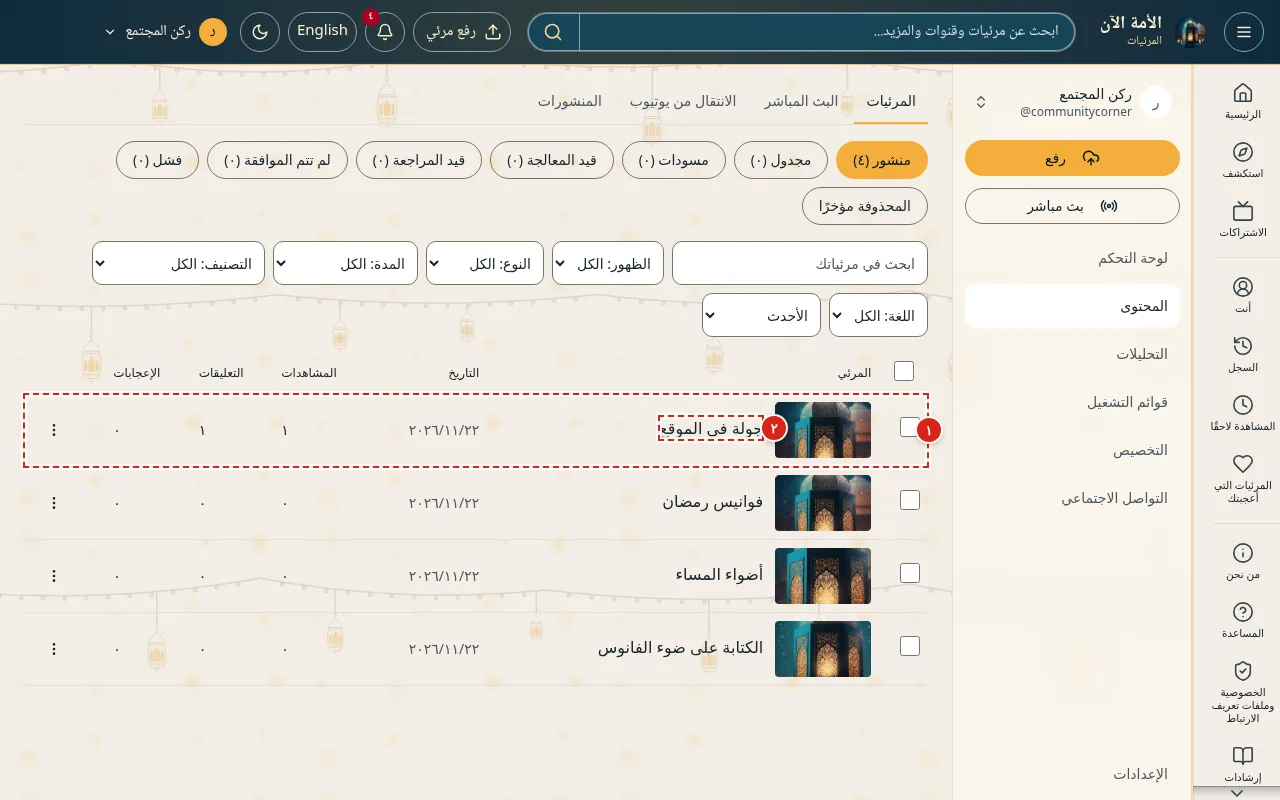 الأمة الآن
المرئيات
ابحث عن مرئيات وقنوات والمزيد...
رفع مرئي
٤
English
ر
ركن المجتمع
الرئيسية
استكشف
الاشتراكات
أنت
السجل
المشاهدة لاحقًا
المرئيات التي
أعجبتك
من نحن
المساعدة
الخصوصية
وملفات تعريف
الارتباط
إرشادات
ر
ركن المجتمع
@communitycorner
رفع
بث مباشر
لوحة التحكم
المحتوى
التحليلات
قوائم التشغيل
التخصيص
التواصل الاجتماعي
الإعدادات
المرئيات
البث المباشر
الانتقال من يوتيوب
المنشورات
منشور (٤)
مجدول (٠)
مسودات (٠)
قيد المعالجة (٠)
قيد المراجعة (٠)
لم تتم الموافقة (٠)
فشل (٠)
المحذوفة مؤخرًا
ابحث في مرئياتك
الظهور: الكل
النوع: الكل
المدة: الكل
التصنيف: الكل
اللغة: الكل
الأحدث
المرئي
التاريخ
المشاهدات
التعليقات
الإعجابات
١
٢
جولة في الموقع
٢٠٢٦/١١/٢٢
١
١
٠
فوانيس رمضان
٢٠٢٦/١١/٢٢
٠
٠
٠
أضواء المساء
٢٠٢٦/١١/٢٢
٠
٠
٠
الكتابة على ضوء الفانوس
٢٠٢٦/١١/٢٢
٠
٠
٠